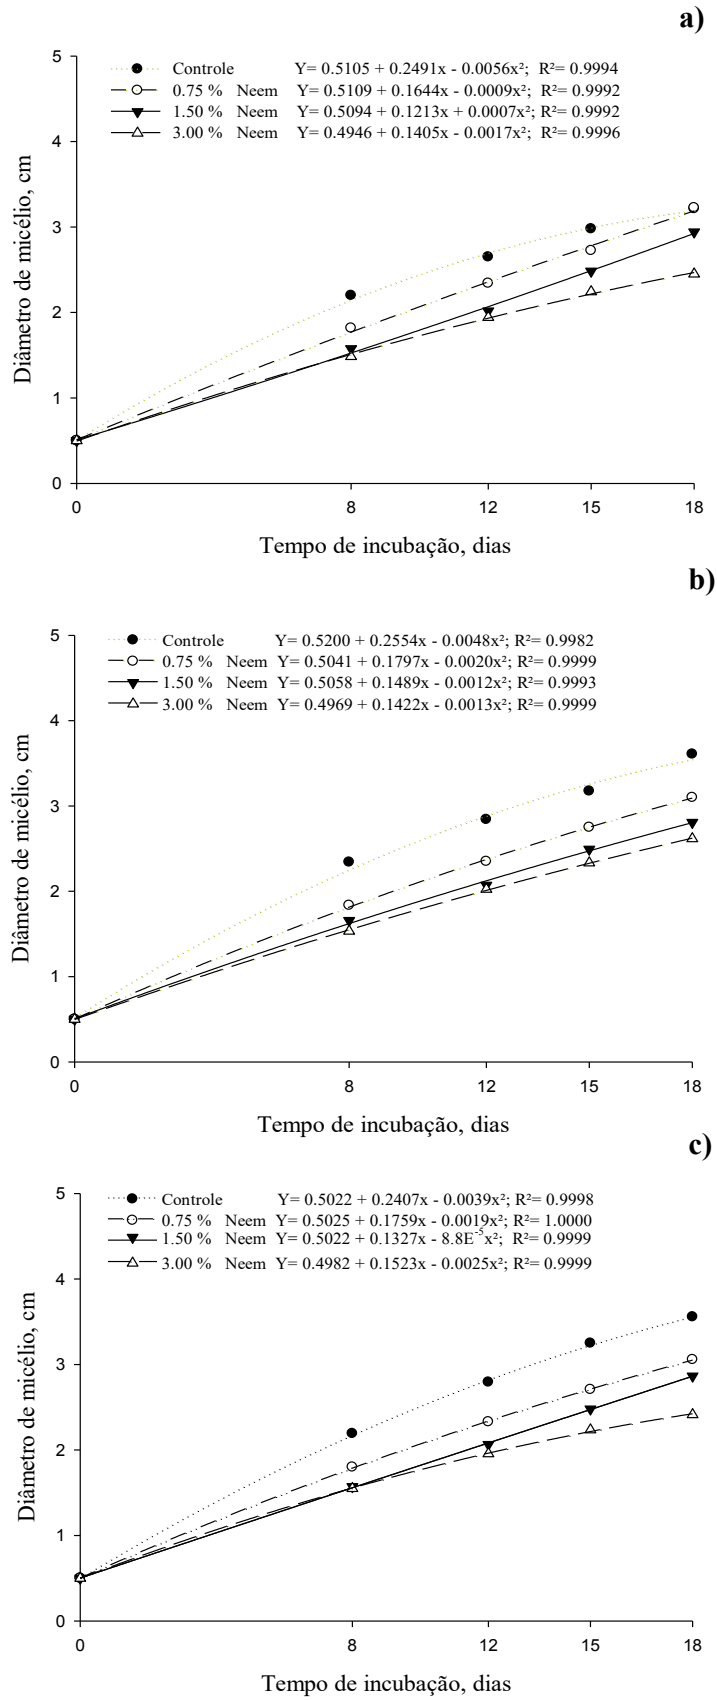 a)
5
Controle Y= 0.5105 + 0.2491x - 0.0056x²; R²= 0.9994
0.75 % Neem Y= 0.5109 + 0.1644x - 0.0009x²; R²= 0.9992
1.50 % Neem Y= 0.5094 + 0.1213x + 0.0007x²; R²= 0.9992
3.00 % Neem Y= 0.4946 + 0.1405x - 0.0017x²; R²= 0.9996
4
3
2
1
0
Diâmetro de micélio, cm
0 8 12 15 18
Tempo de incubação, dias
b)
5
Controle Y= 0.5200 + 0.2554x - 0.0048x²; R²= 0.9982
0.75 % Neem Y= 0.5041 + 0.1797x - 0.0020x²; R²= 0.9999
1.50 % Neem Y= 0.5058 + 0.1489x - 0.0012x²; R²= 0.9993
3.00 % Neem Y= 0.4969 + 0.1422x - 0.0013x²; R²= 0.9999
4
3
2
1
0
Diâmetro de micélio, cm
0 8 12 15 18
Tempo de incubação, dias
c)
5
Controle Y= 0.5022 + 0.2407x - 0.0039x²; R²= 0.9998
0.75 % Neem Y= 0.5025 + 0.1759x - 0.0019x²; R²= 1.0000
1.50 % Neem Y= 0.5022 + 0.1327x - 8.8E⁻⁵x²; R²= 0.9999
3.00 % Neem Y= 0.4982 + 0.1523x - 0.0025x²; R²= 0.9999
4
3
2
1
0
Diâmetro de micélio, cm
0 8 12 15 18
Tempo de incubação, dias